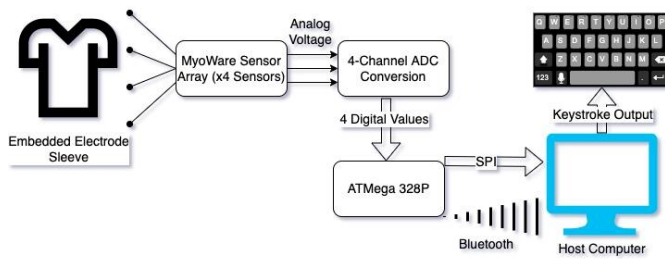 Analog
Voltage
MyoWare Sensor
Array (x4 Sensors)
4-Channel ADC
Conversion
Q W E R T Y U I O P
A S D F G H J K L
Z X C V B N M
123
.
Keystroke Output
4 Digital Values
Embedded Electrode
Sleeve
ATMega 328P
SPI
Bluetooth
Host Computer